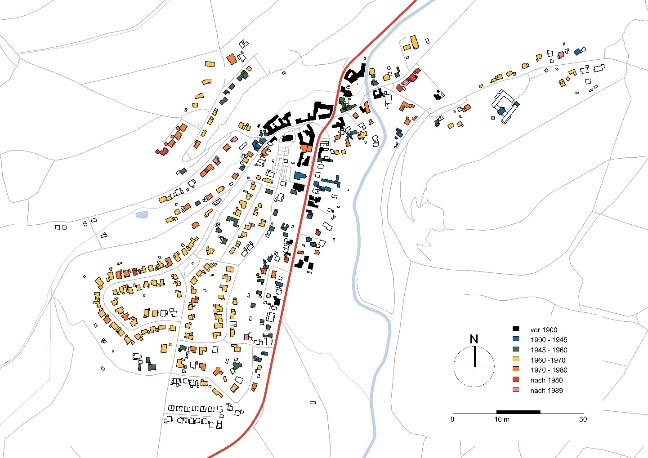 N
vor 1900
1900 - 1945
1945 - 1960
1960 -1970
1970 - 1980
nach 1980
nach 1989
0 10 m 30